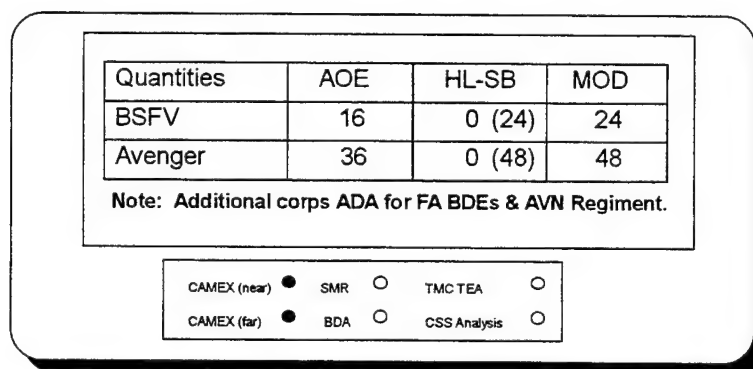 Quantities AOE HL-SB MOD
BSFV 16 0 (24) 24
Avenger 36 0 (48) 48
Note: Additional corps ADA for FA BDEs & AVN Regiment.
CAMEX (near) ● SMR ○ TMC TEA ○
CAMEX (far) ● BDA ○ CSS Analysis ○